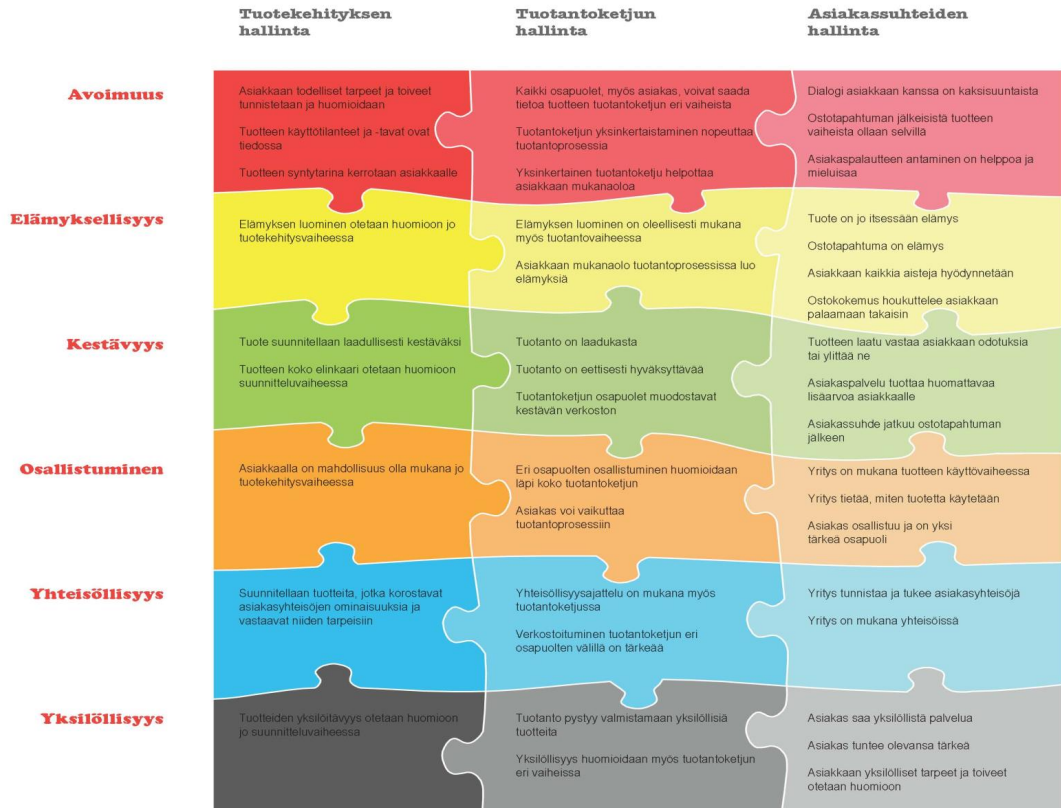 Tuotekehityksen
hallinta
Tuotantoketjun
hallinta
Asiakassuhteiden
hallinta
Avoimuus
Asiakkaan todelliset tarpeet ja toiveet
tunnistetaan ja huomioidaan
Tuotteen käyttötilanteet ja -tavat ovat
tiedossa
Tuotteen syntytarina kerrotaan asiakkaalle
Kaikki osapuolet, myös asiakas, voivat saada
tietoa tuotteen tuotantoketjun eri vaiheista
Tuotantoketjun yksinkertaistaminen nopeuttaa
tuotantoprosessia
Yksinkertainen tuotantoketju helpottaa
asiakkaan mukanaoloa
Dialogi asiakkaan kanssa on kaksisuuntaista
Ostotapahtuman jälkeisistä tuotteen
vaiheista ollaan selvillä
Asiakaspalautteen antaminen on helppoa ja
mieluisaa
Elämyksellisyys
Elämyksen luominen otetaan huomioon jo
tuotekehitysvaiheessa
Elämyksen luominen on oleellisesti mukana
myös tuotantovaiheessa
Asiakkaan mukanaolo tuotantoprosessissa luo
elämyksiä
Tuote on jo itsessään elämys
Ostotapahtuma on elämys
Asiakkaan kaikkia aisteja hyödynnetään
Ostokokemus houkuttelee asiakkaan
palaamaan takaisin
Kestävyys
Tuote suunnitellaan laadullisesti kestäväksi
Tuotteen koko elinkaari otetaan huomioon
suunnitteluvaiheessa
Tuotanto on laadukasta
Tuotanto on eettisesti hyväksyttävää
Tuotantoketjun osapuolet muodostavat
kestävän verkoston
Tuotteen laatu vastaa asiakkaan odotuksia
tai ylittää ne
Asiakaspalvelu tuottaa huomattavaa
lisäarvoa asiakkaalle
Asiakassuhde jatkuu ostotapahtuman
jälkeen
Osallistuminen
Asiakkaalla on mahdollisuus olla mukana jo
tuotekehitysvaiheessa
Eri osapuolten osallistuminen huomioidaan
läpi koko tuotantoketjun
Asiakas voi vaikuttaa
tuotantoprosessiin
Yritys on mukana tuotteen käyttövaiheessa
Yritys tietää, miten tuotetta käytetään
Asiakas osallistuu ja on yksi
tärkeä osapuoli
Yhteisöllisyys
Suunnitellaan tuotteita, jotka korostavat
asiakasyhteisöjen ominaisuuksia ja
vastaavat niiden tarpeisiin
Yhteisöllisyysajattelu on mukana myös
tuotantoketjussa
Verkostoituminen tuotantoketjun eri
osapuolten välillä on tärkeää
Yritys tunnistaa ja tukee asiakasyhteisöjä
Yritys on mukana yhteisöissä
Yksilöllisyys
Tuotteiden yksilöitävyys otetaan huomioon
jo suunnitteluvaiheessa
Tuotanto pystyy valmistamaan yksilöllisiä
tuotteita
Yksilöllisyys huomioidaan myös tuotantoketjun
eri vaiheissa
Asiakas saa yksilöllistä palvelua
Asiakas tuntee olevansa tärkeä
Asiakkaan yksilölliset tarpeet ja toiveet
otetaan huomioon